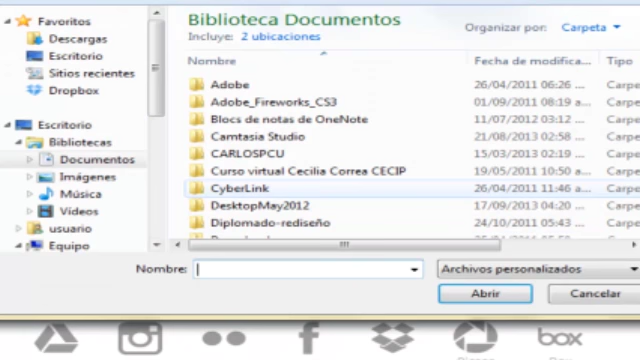 Favoritos
Descargas
Escritorio
Sitios recientes
Dropbox
Escritorio
Bibliotecas
Documentos
Imágenes
Música
Vídeos
usuario
Equipo
Biblioteca Documentos
Incluye: 2 ubicaciones
Organizar por: Carpeta
Nombre Fecha de modifica... Tipo
Adobe 26/04/2011 06:26 ... Carpe
Adobe_Fireworks_CS3 01/09/2011 08:19 a... Carpe
Blocs de notas de OneNote 11/07/2012 03:12 ... Carpe
Camtasia Studio 21/08/2013 02:58 ... Carpe
CARLOSPCU 15/03/2013 02:19 ... Carpe
Curso virtual Cecilia Correa CECIP 19/05/2011 10:50 a... Carpe
CyberLink 26/04/2011 11:46 a... Carpe
DesktopMay2012 17/09/2013 04:20 ... Carpe
Diplomado-rediseño 24/10/2011 05:43 ... Carpe
Nombre: Archivos personalizados
Abrir Cancelar
box